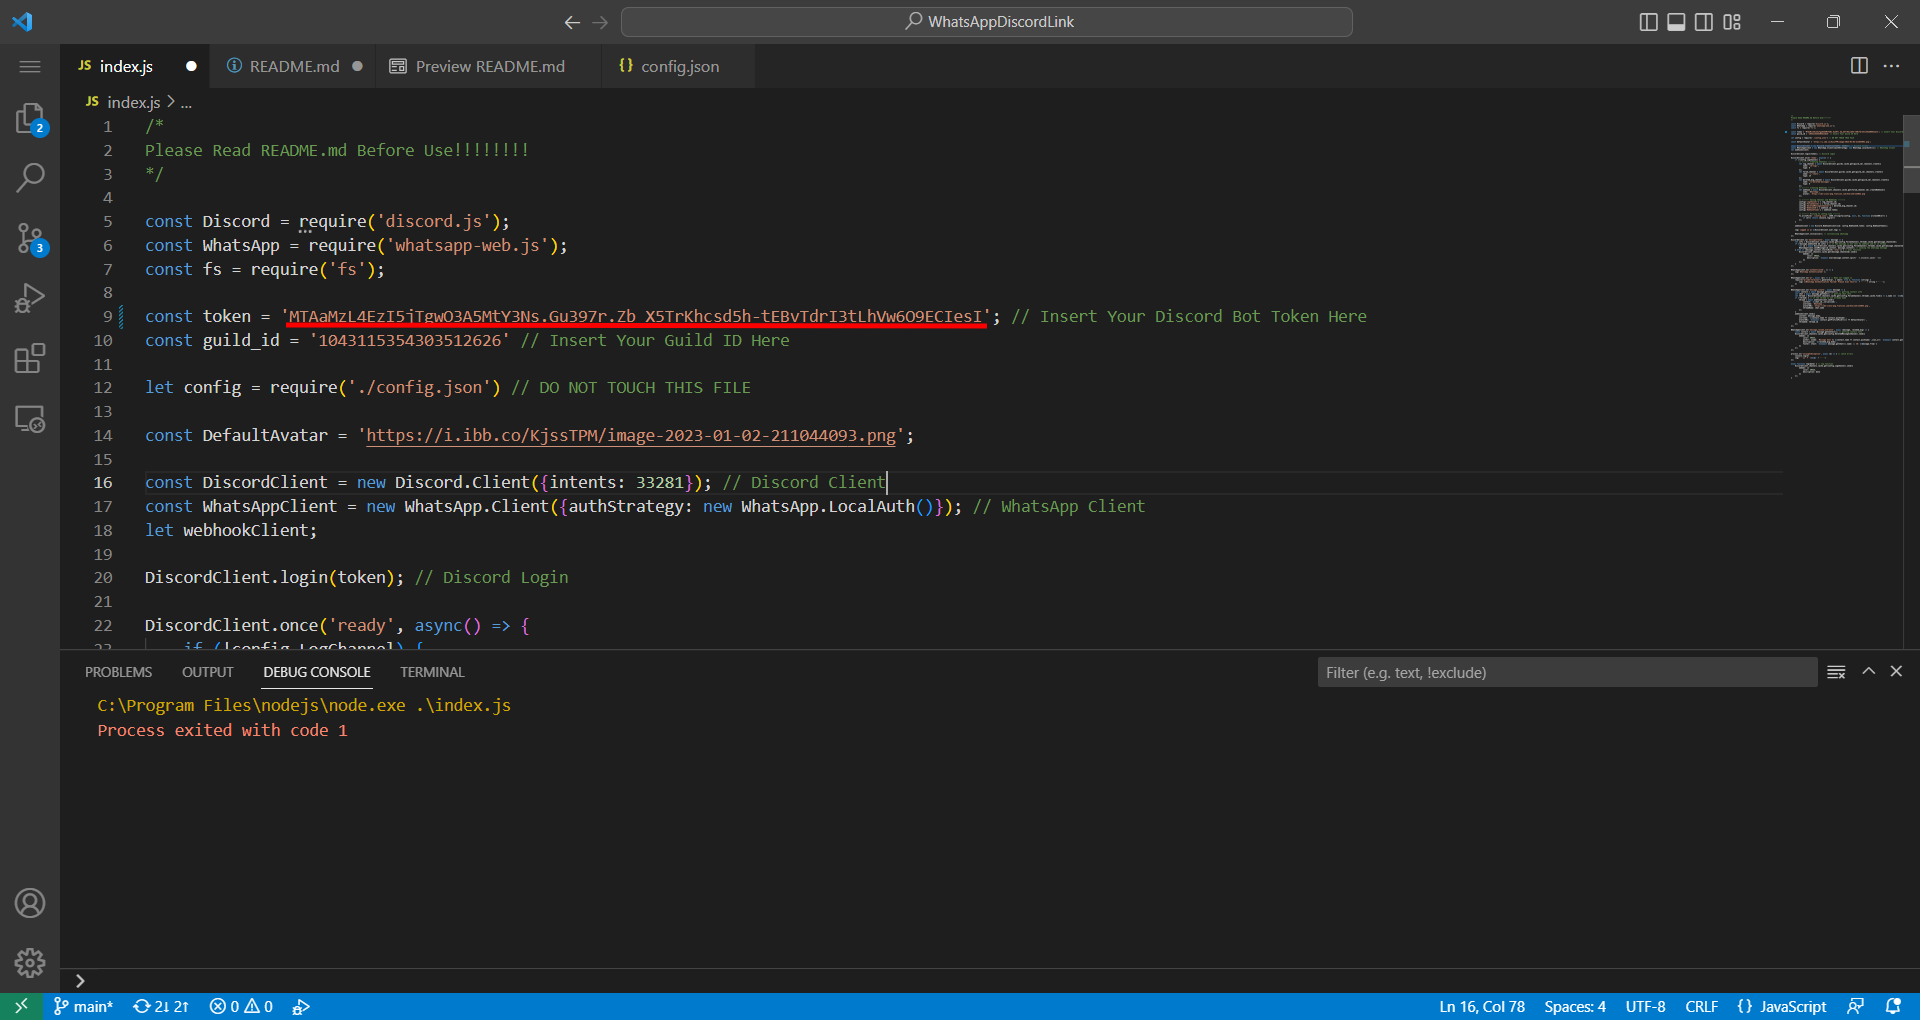 WhatsAppDiscordLink
JS index.js README.md Preview README.md {} config.json
JS index.js > ...
1 /*
2 Please Read README.md Before Use!!!!!!!!
3 */
4
5 const Discord = require('discord.js');
6 const WhatsApp = require('whatsapp-web.js');
7 const fs = require('fs');
8
9 const token = 'MTAaMzL4EzI5jTgwO3A5MtY3Ns.Gu397r.Zb_X5TrKhcsd5h-tEBvTdrI3tLhVw6O9ECIesI'; // Insert Your Discord Bot Token Here
10 const guild_id = '1043115354303512626' // Insert Your Guild ID Here
11
12 let config = require('./config.json') // DO NOT TOUCH THIS FILE
13
14 const DefaultAvatar = 'https://i.ibb.co/KjssTPM/image-2023-01-02-211044093.png';
15
16 const DiscordClient = new Discord.Client({intents: 33281}); // Discord Client
17 const WhatsAppClient = new WhatsApp.Client({authStrategy: new WhatsApp.LocalAuth()}); // WhatsApp Client
18 let webhookClient;
19
20 DiscordClient.login(token); // Discord Login
21
22 DiscordClient.once('ready', async() => {
23 if (!config.LogChannel) {
2
3
PROBLEMS OUTPUT DEBUG CONSOLE TERMINAL Filter (e.g. text, !exclude)
C:\Program Files\nodejs\node.exe .\index.js
Process exited with code 1
>
main* 2↓ 2↑ 0 0 Ln 16, Col 78 Spaces: 4 UTF-8 CRLF {} JavaScript